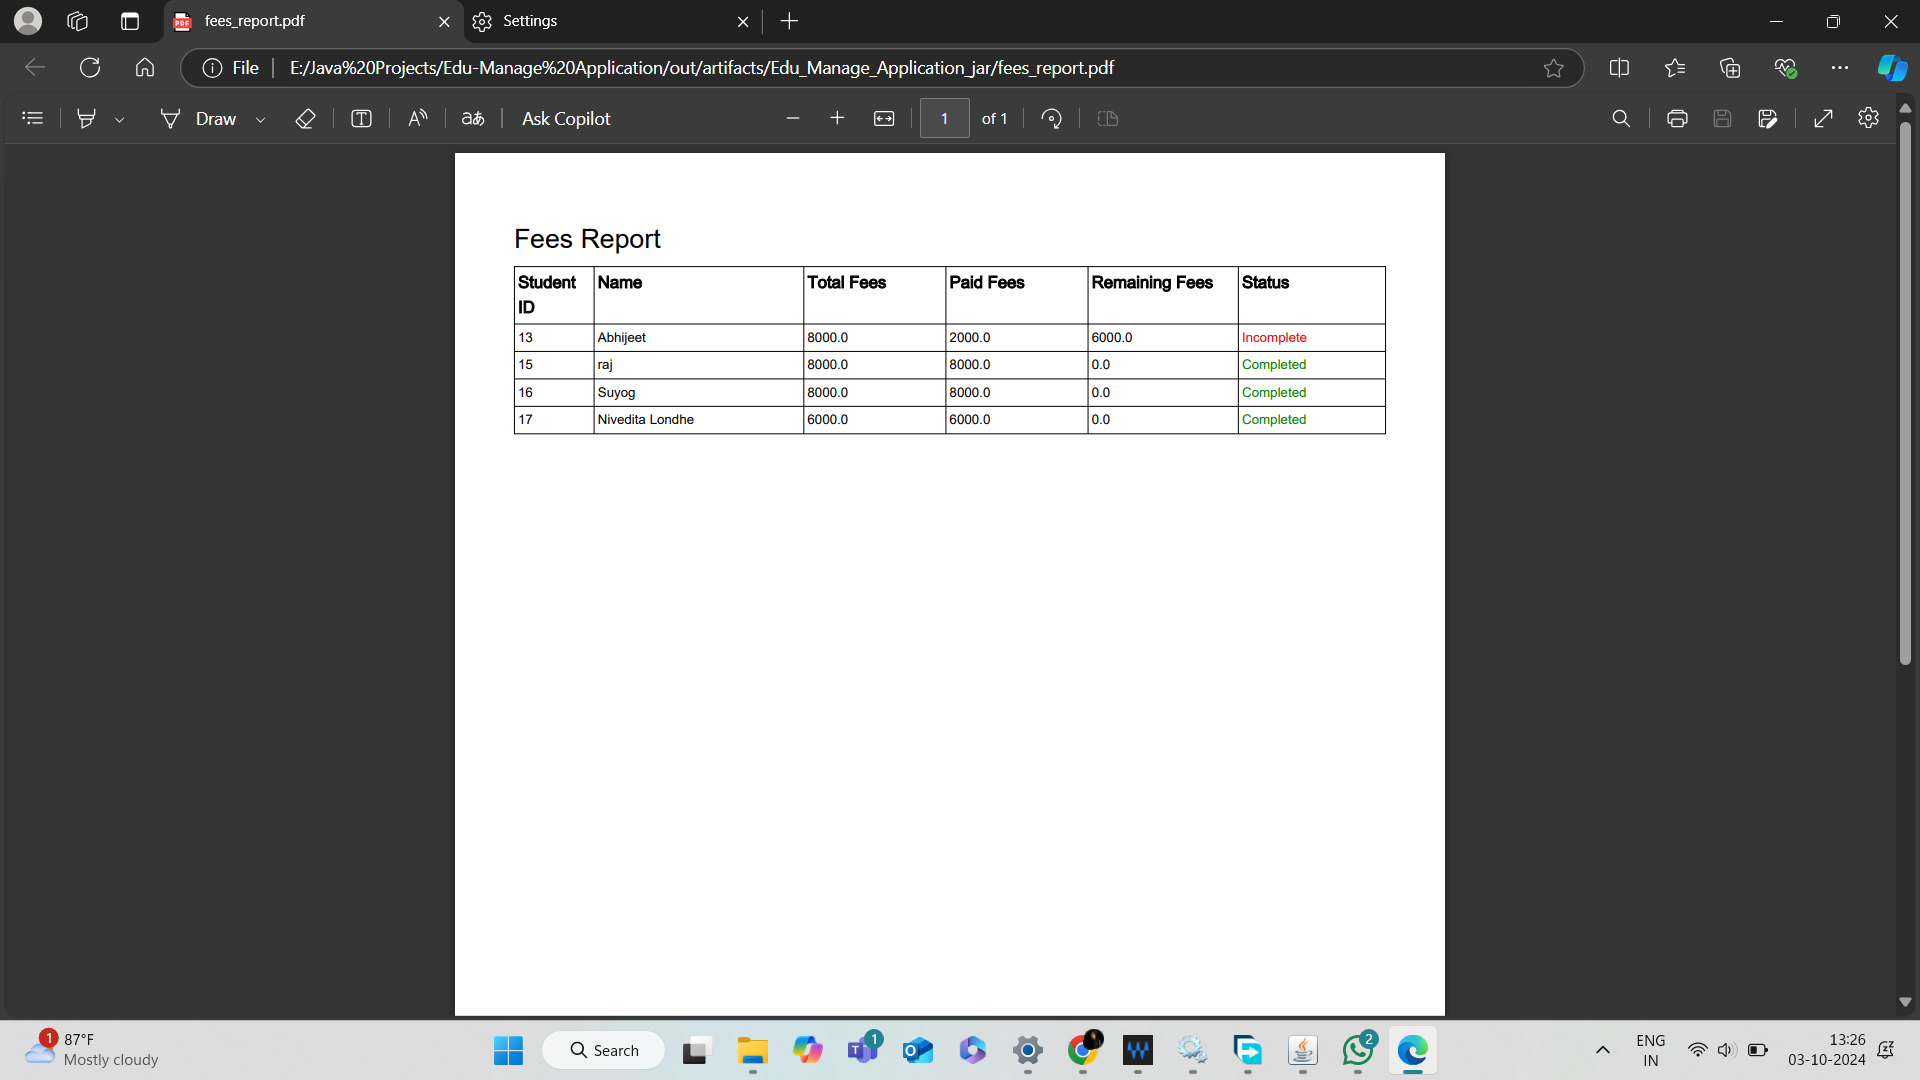 fees_report.pdf
Settings
File
E:/Java%20Projects/Edu-Manage%20Application/out/artifacts/Edu_Manage_Application_jar/fees_report.pdf
Draw
aあ
Ask Copilot
1 of 1
Fees Report
Student ID Name Total Fees Paid Fees Remaining Fees Status
13 Abhijeet 8000.0 2000.0 6000.0 Incomplete
15 raj 8000.0 8000.0 0.0 Completed
16 Suyog 8000.0 8000.0 0.0 Completed
17 Nivedita Londhe 6000.0 6000.0 0.0 Completed
1
87°F
Mostly cloudy
Search
1
2
ENG
IN
13:26
03-10-2024